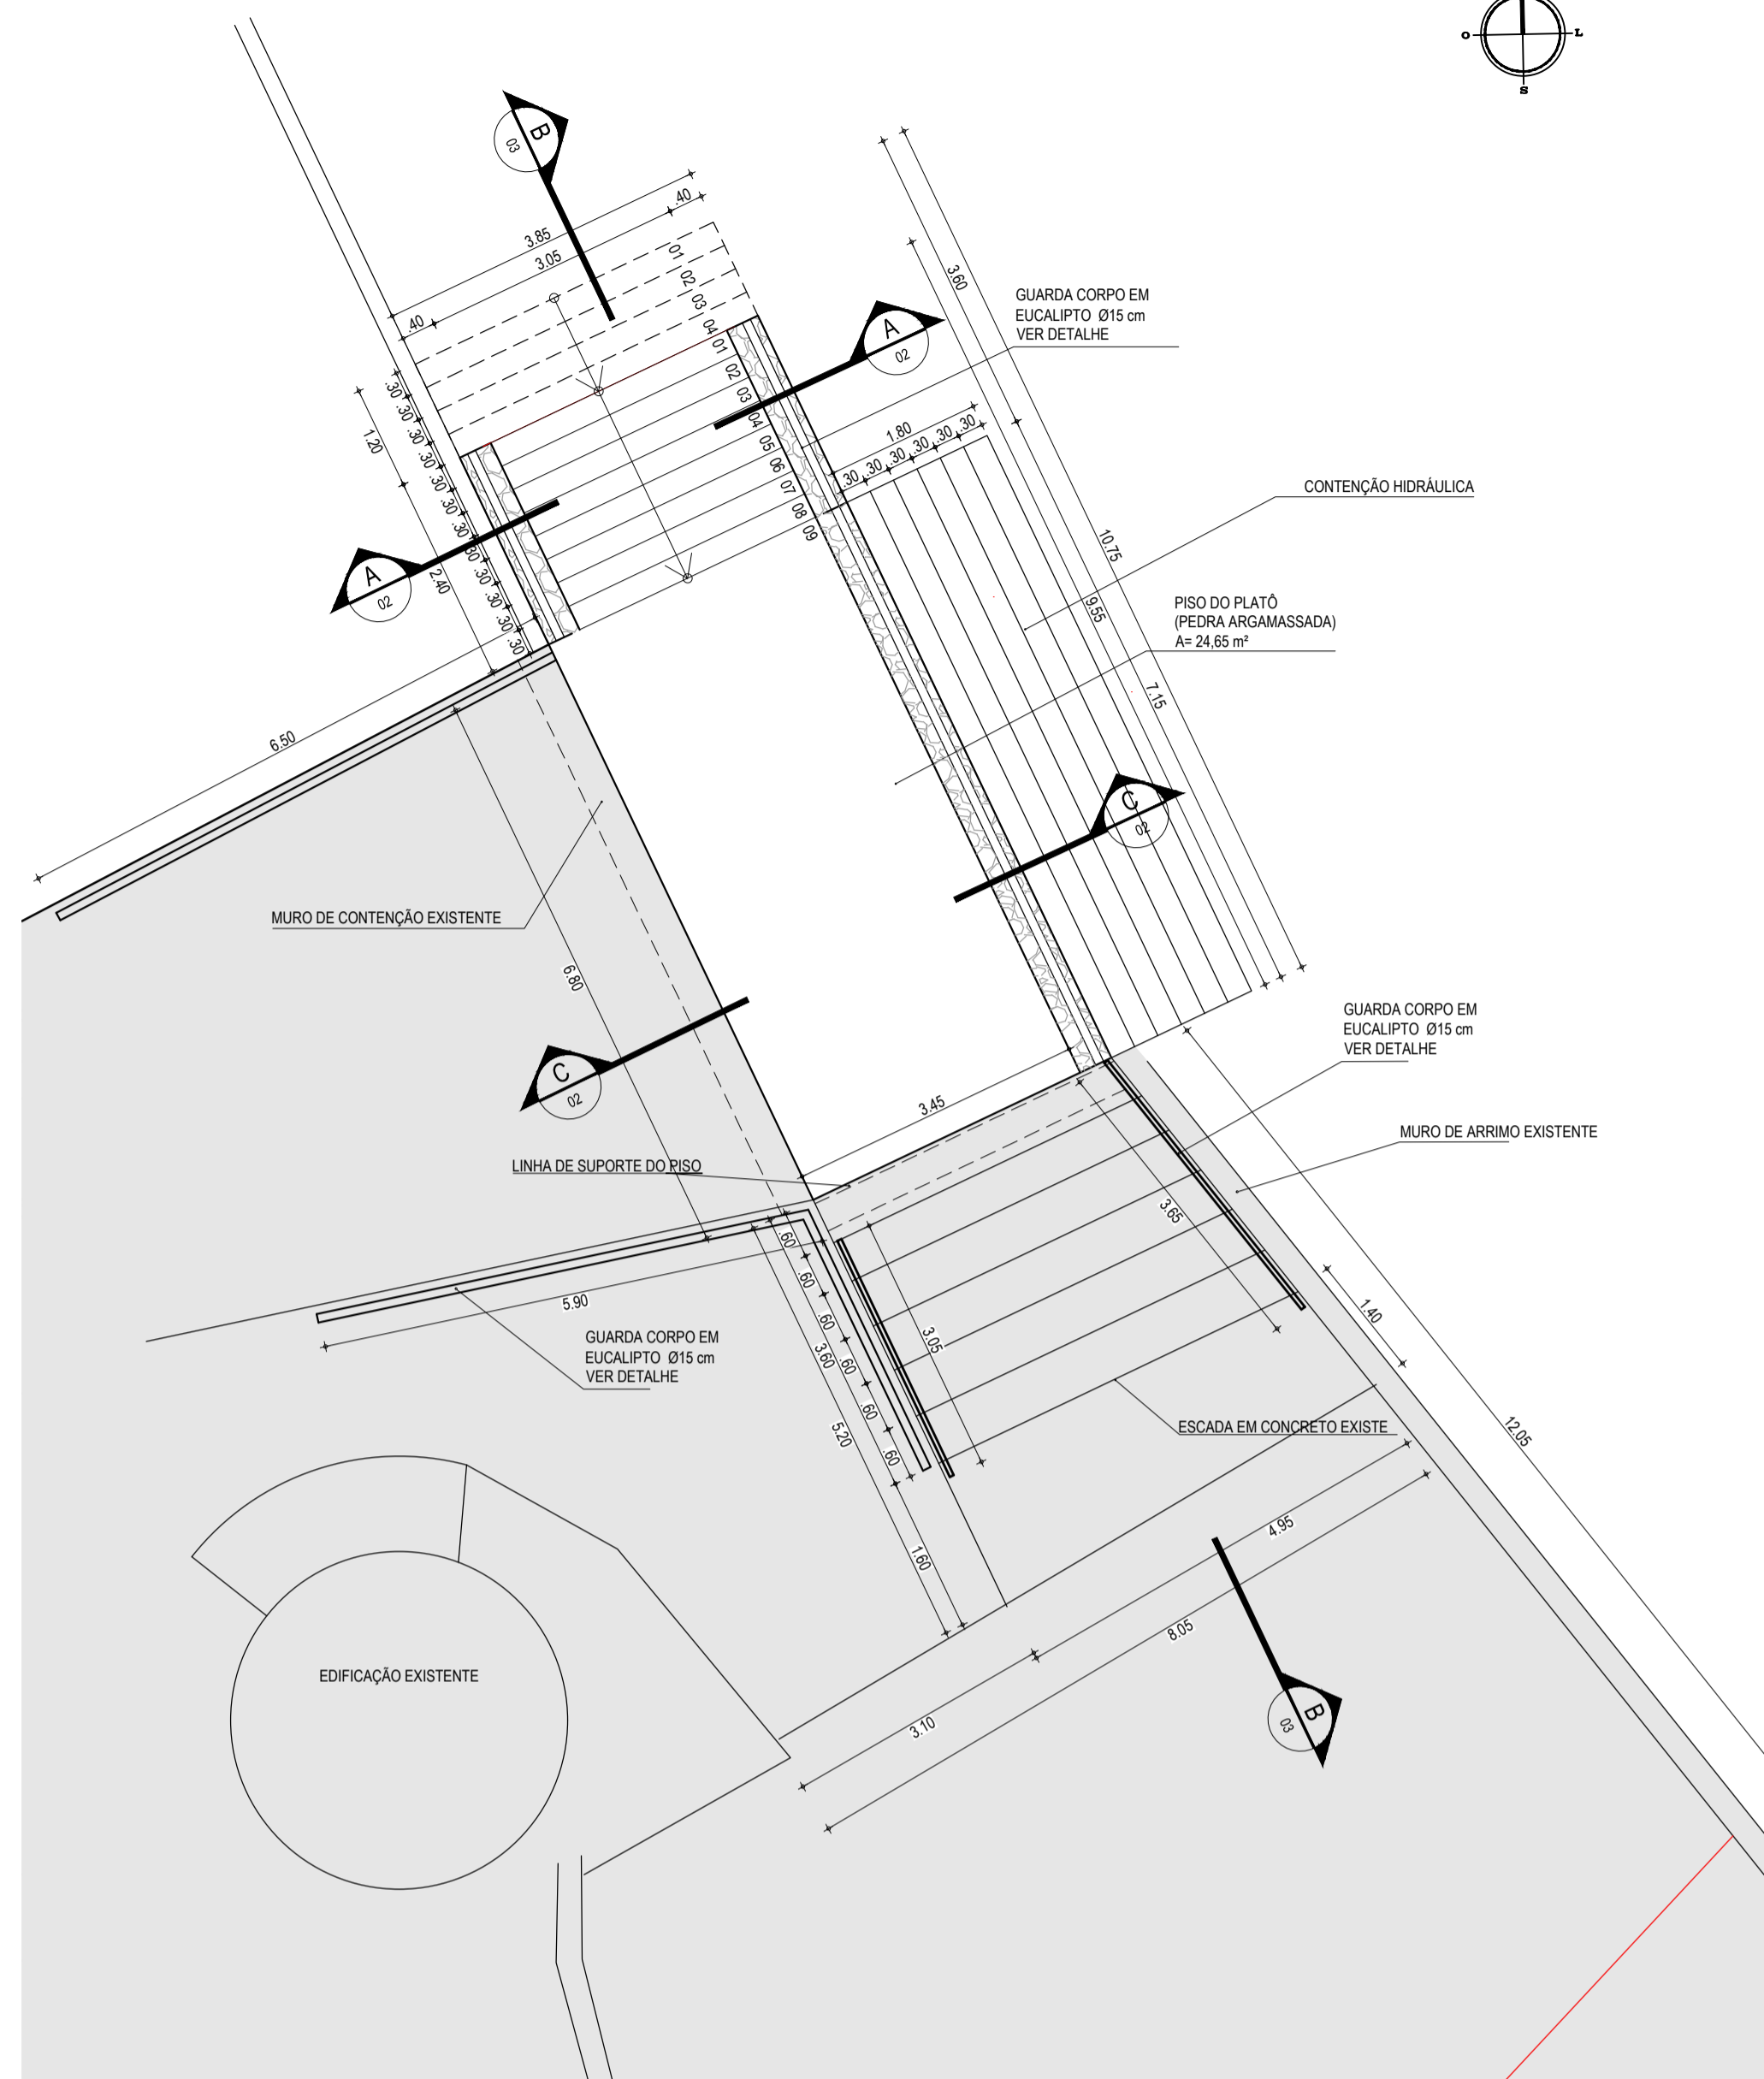 O
L
S
B
03
3.85
3.05
.40
.40
01
02
03
04
01
02
03
04
05
06
07
08
09
A
02
GUARDA CORPO EM
EUCALIPTO Ø15 cm
VER DETALHE
3.60
1.80
.30
.30
.30
.30
.30
.30
CONTENÇÃO HIDRÁULICA
10.75
9.55
7.15
PISO DO PLATÔ
(PEDRA ARGAMASSADA)
A= 24,65 m²
1.20
.30
.30
.30
.30
.30
.30
.30
.30
.30
.30
.30
.30
2.40
A
02
6.50
MURO DE CONTENÇÃO EXISTENTE
6.80
C
02
C
02
GUARDA CORPO EM
EUCALIPTO Ø15 cm
VER DETALHE
3.45
MURO DE ARRIMO EXISTENTE
LINHA DE SUPORTE DO PISO
3.65
.60
.60
.60
.60
.60
.60
3.60
5.20
3.05
5.90
GUARDA CORPO EM
EUCALIPTO Ø15 cm
VER DETALHE
1.40
12.05
ESCADA EM CONCRETO EXISTE
1.60
4.95
8.05
3.10
EDIFICAÇÃO EXISTENTE
B
03